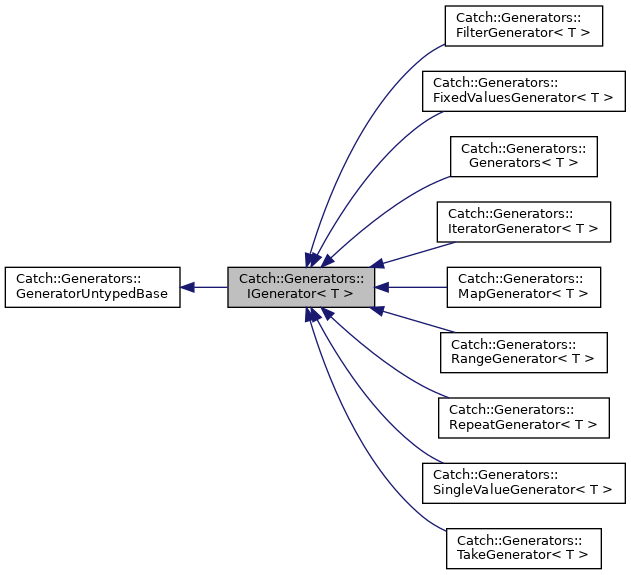 Catch::Generators::
FilterGenerator< T >
Catch::Generators::
FixedValuesGenerator< T >
Catch::Generators::
Generators< T >
Catch::Generators::
IteratorGenerator< T >
Catch::Generators::
GeneratorUntypedBase
Catch::Generators::
IGenerator< T >
Catch::Generators::
MapGenerator< T >
Catch::Generators::
RangeGenerator< T >
Catch::Generators::
RepeatGenerator< T >
Catch::Generators::
SingleValueGenerator< T >
Catch::Generators::
TakeGenerator< T >